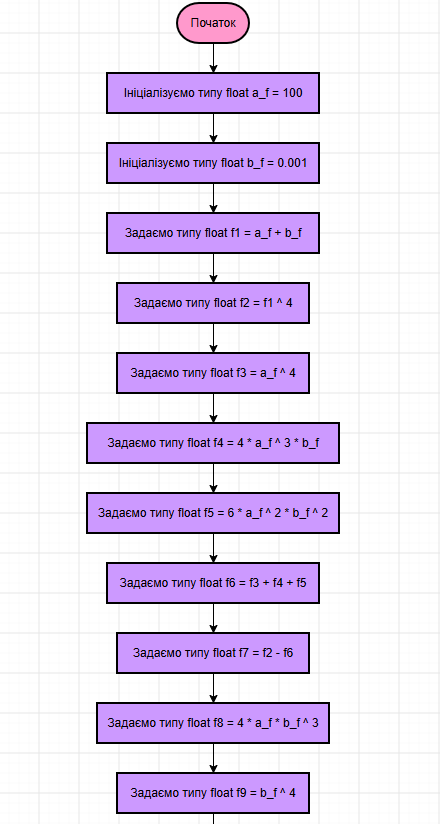 Початок
Ініціалізуємо типу float a_f = 100
Ініціалізуємо типу float b_f = 0.001
Задаємо типу float f1 = a_f + b_f
Задаємо типу float f2 = f1 ^ 4
Задаємо типу float f3 = a_f ^ 4
Задаємо типу float f4 = 4 * a_f ^ 3 * b_f
Задаємо типу float f5 = 6 * a_f ^ 2 * b_f ^ 2
Задаємо типу float f6 = f3 + f4 + f5
Задаємо типу float f7 = f2 - f6
Задаємо типу float f8 = 4 * a_f * b_f ^ 3
Задаємо типу float f9 = b_f ^ 4